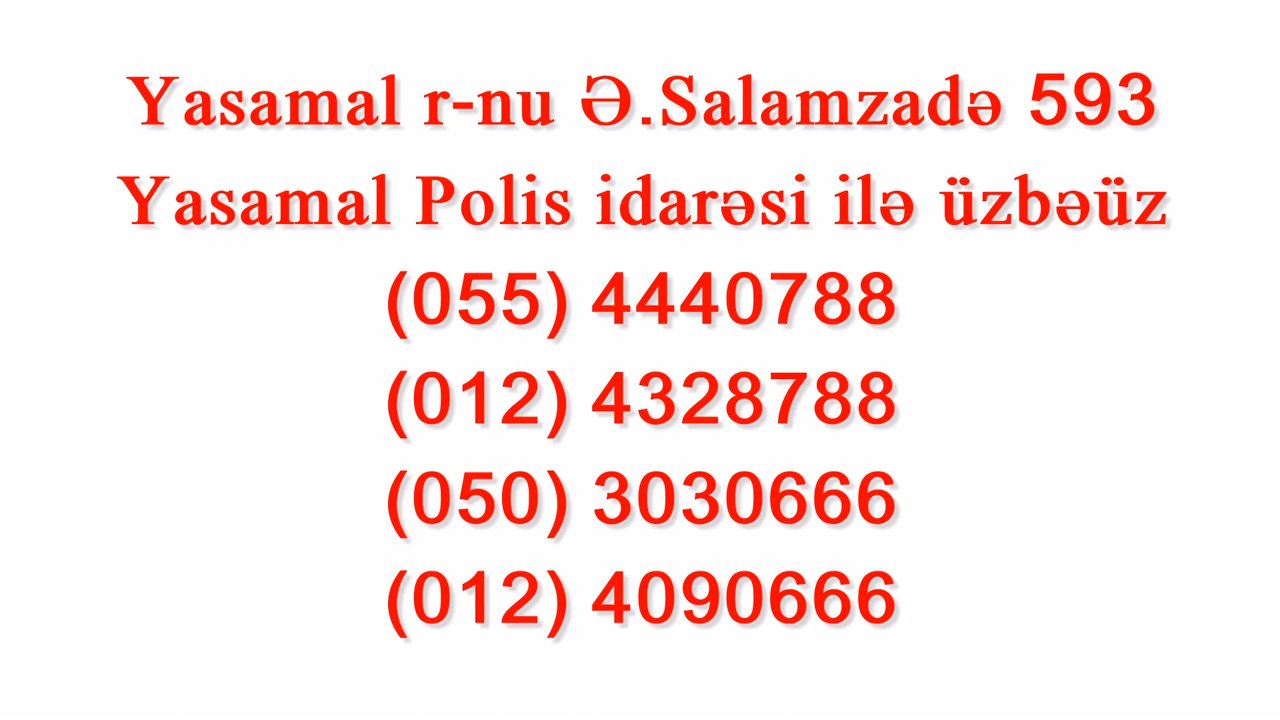 Yasamal r-nu Ə.Salamzadə 593
Yasamal Polis idarəsi ilə üzbəüz
(055) 4440788
(012) 4328788
(050) 3030666
(012) 4090666